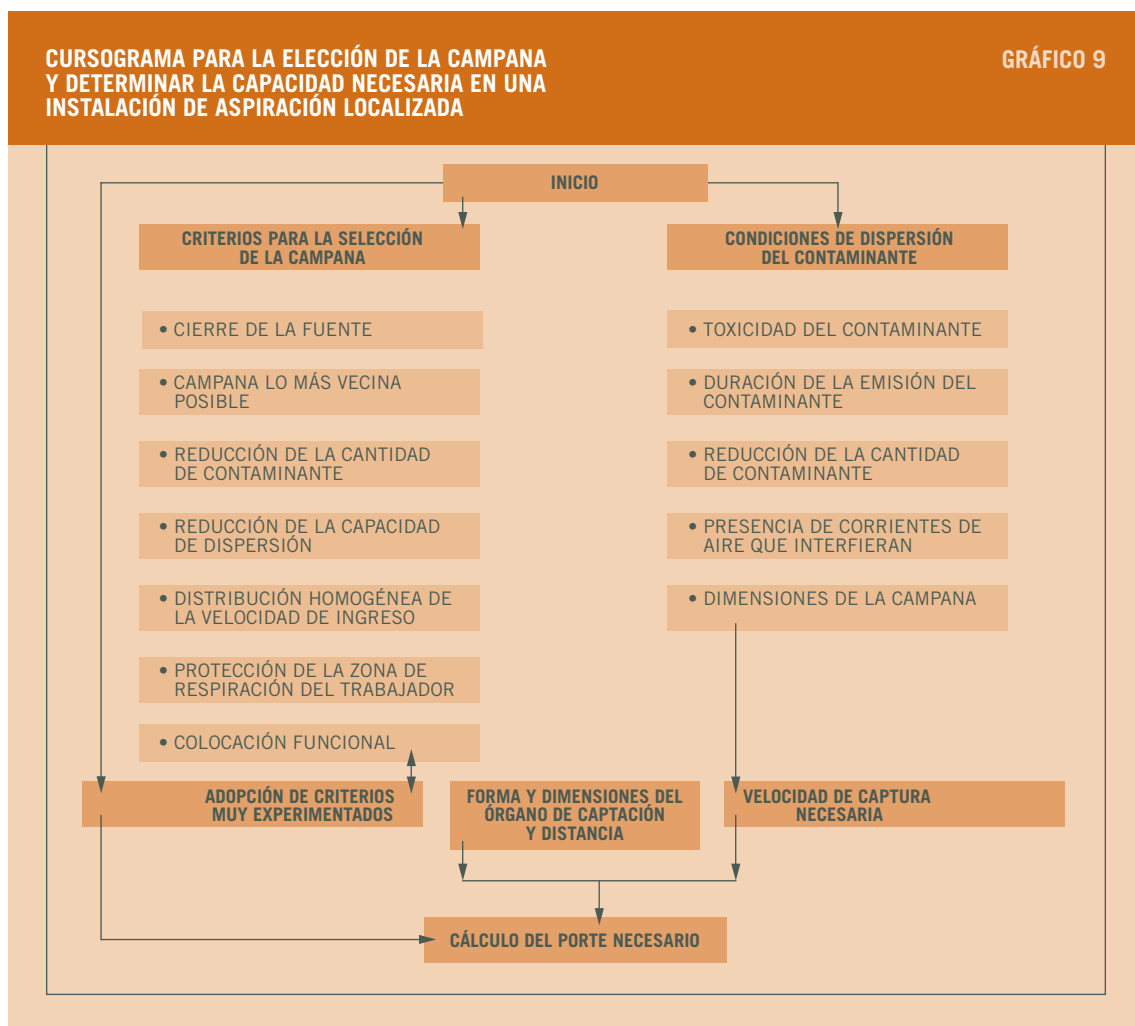 CURSOGRAMA PARA LA ELECCIÓN DE LA CAMPANA
Y DETERMINAR LA CAPACIDAD NECESARIA EN UNA
INSTALACIÓN DE ASPIRACIÓN LOCALIZADA
GRÁFICO 9
INICIO
CRITERIOS PARA LA SELECCIÓN
DE LA CAMPANA
• CIERRE DE LA FUENTE
• CAMPANA LO MÁS VECINA
POSIBLE
• REDUCCIÓN DE LA CANTIDAD
DE CONTAMINANTE
• REDUCCIÓN DE LA CAPACIDAD
DE DISPERSIÓN
• DISTRIBUCIÓN HOMOGÉNEA DE
LA VELOCIDAD DE INGRESO
• PROTECCIÓN DE LA ZONA DE
RESPIRACIÓN DEL TRABAJADOR
• COLOCACIÓN FUNCIONAL
CONDICIONES DE DISPERSIÓN
DEL CONTAMINANTE
• TOXICIDAD DEL CONTAMINANTE
• DURACIÓN DE LA EMISIÓN DEL
CONTAMINANTE
• REDUCCIÓN DE LA CANTIDAD
DE CONTAMINANTE
• PRESENCIA DE CORRIENTES DE
AIRE QUE INTERFIERAN
• DIMENSIONES DE LA CAMPANA
ADOPCIÓN DE CRITERIOS
MUY EXPERIMENTADOS
FORMA Y DIMENSIONES DEL
ÓRGANO DE CAPTACIÓN
Y DISTANCIA
VELOCIDAD DE CAPTURA
NECESARIA
CÁLCULO DEL PORTE NECESARIO